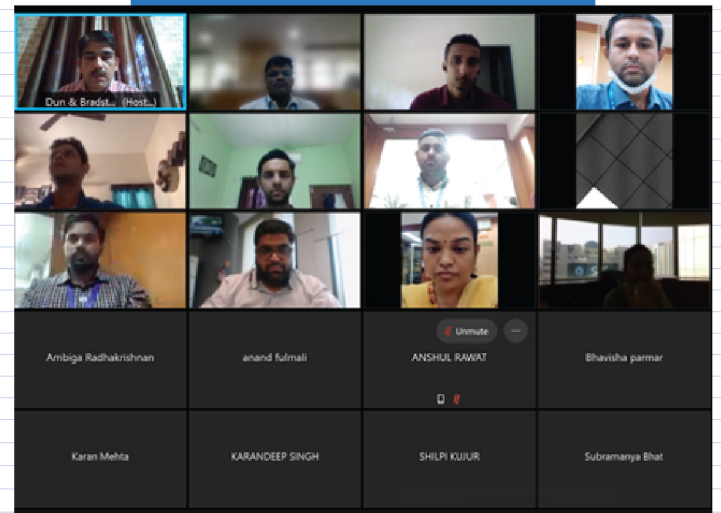 Dun & Bradst... (Host...)
Unmute
Ambiga Radhakrishnan
anand fulmali
ANSHUL RAWAT
Bhavisha parmar
Karan Mehta
KARANDEEP SINGH
SHILPI KUJUR
Subramanya Bhat